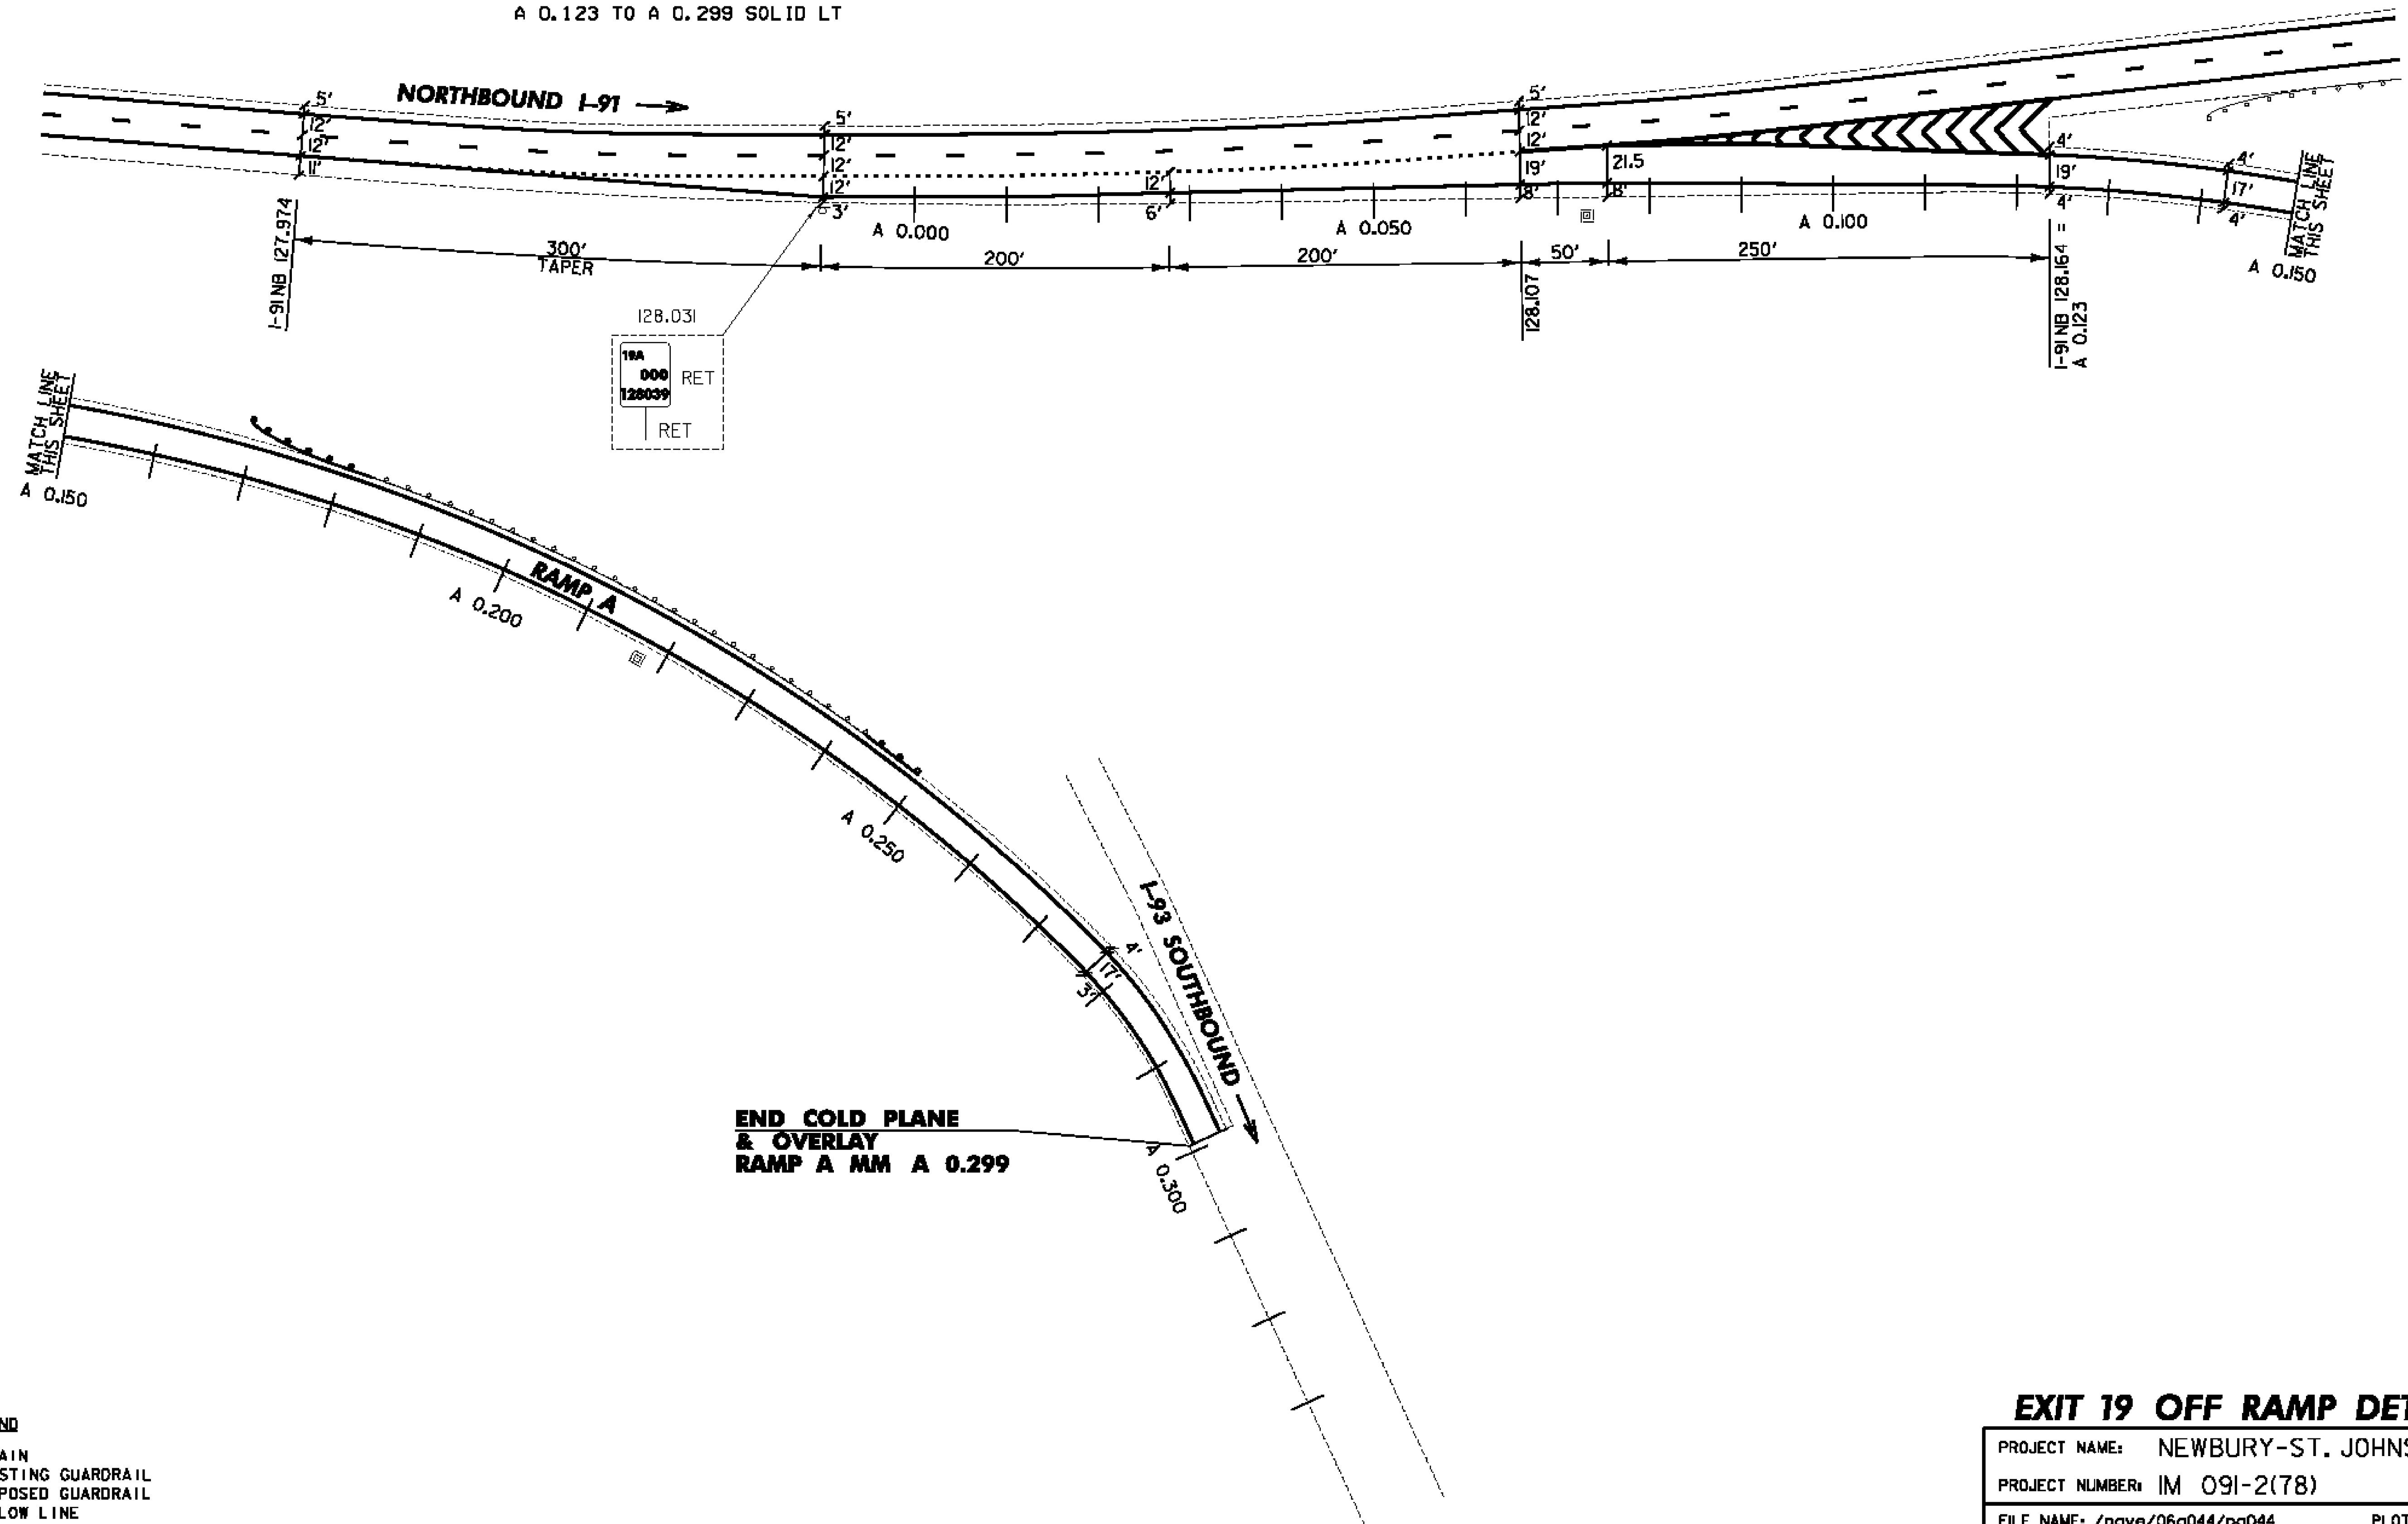 A 0.123 TO A 0.299 SOLID LT
NORTHBOUND I-91
5'
12'
12'
11'
5'
12'
12'
12'
3'
12'
6'
5'
12'
12'
19'
8'
21.5
8'
4'
19'
4'
4'
17'
4'
MATCH LINE
THIS SHEET
A 0.000
A 0.050
A 0.100
A 0.150
I-91 NB 127.974
300'
TAPER
200'
200'
50'
250'
128.107
I-91 NB 128.164 =
A 0.123
128.031
19A
000
128039
RET
RET
MATCH LINE
THIS SHEET
A 0.150
RAMP A
A 0.200
A 0.250
I-93 SOUTHBOUND
4'
17'
3'
END COLD PLANE
& OVERLAY
RAMP A MM A 0.299
A 0.300
ND
AIN
STING GUARDRAIL
POSED GUARDRAIL
LOW LINE
EXIT 19 OFF RAMP DET
PROJECT NAME: NEWBURY-ST. JOHNS
PROJECT NUMBER: IM 091-2(78)
FILE NAME: /pave/06a044/pa044 PLOT